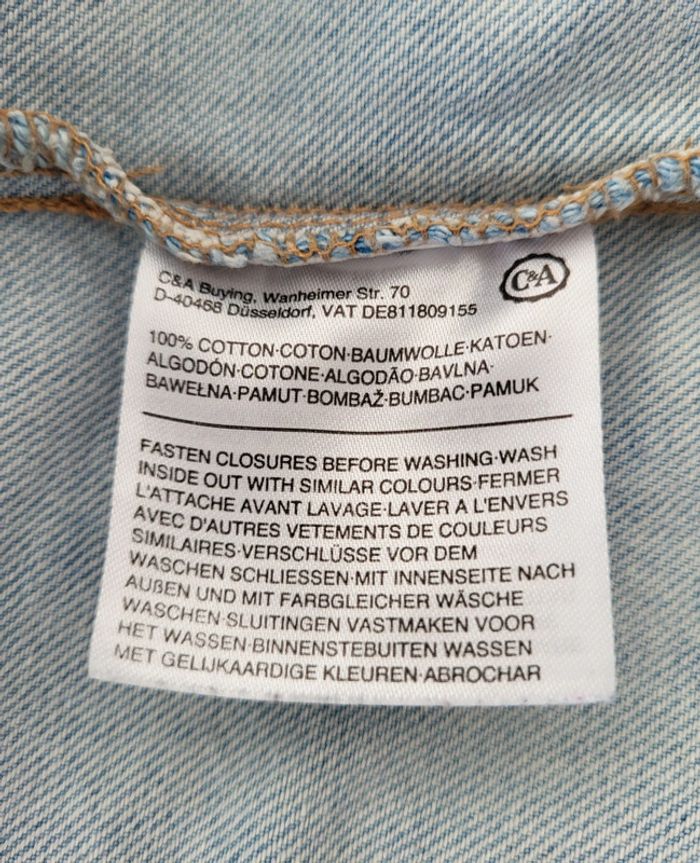 C&A
C&A Buying, Wanheimer Str. 70
D-40468 Düsseldorf, VAT DE811809155
100% COTTON·COTON·BAUMWOLLE·KATOEN·
ALGODÓN·COTONE·ALGODÃO·BAVLNA·
BAWEŁNA·PAMUT·BOMBAŽ·BUMBAC·PAMUK
FASTEN CLOSURES BEFORE WASHING·WASH
INSIDE OUT WITH SIMILAR COLOURS·FERMER
L'ATTACHE AVANT LAVAGE·LAVER A L'ENVERS
AVEC D'AUTRES VETEMENTS DE COULEURS
SIMILAIRES·VERSCHLÜSSE VOR DEM
WASCHEN SCHLIESSEN·MIT INNENSEITE NACH
AUßEN UND MIT FARBGLEICHER WÄSCHE
WASCHEN·SLUITINGEN VASTMAKEN VOOR
HET WASSEN·BINNENSTEBUITEN WASSEN
MET GELIJKAARDIGE KLEUREN·ABROCHAR